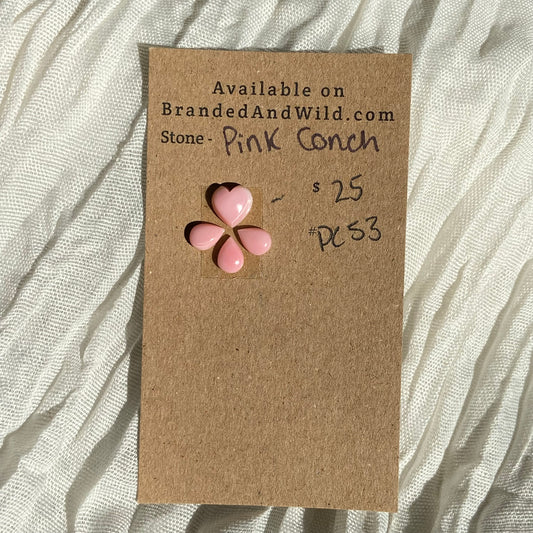 Available on
BrandedAndWild.com
Stone - Pink Conch
$ 25
#PC53